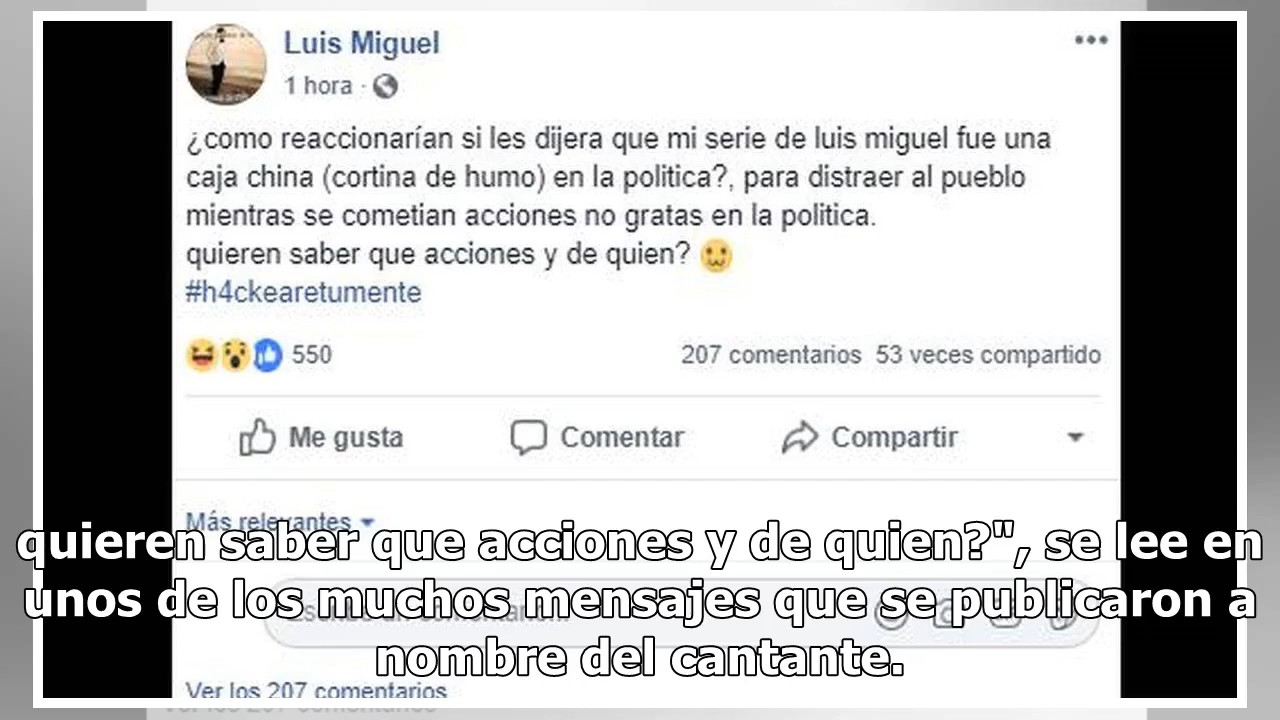 Luis Miguel
1 hora
¿como reaccionarían si les dijera que mi serie de luis miguel fue una
caja china (cortina de humo) en la politica?, para distraer al pueblo
mientras se cometian acciones no gratas en la politica.
quieren saber que acciones y de quien?
#h4ckearetumente
550
207 comentarios 53 veces compartido
Me gusta Comentar Compartir
Más relevantes
quieren saber que acciones y de quien?", se lee en
unos de los muchos mensajes que se publicaron a
nombre del cantante.
Ver los 207 comentarios